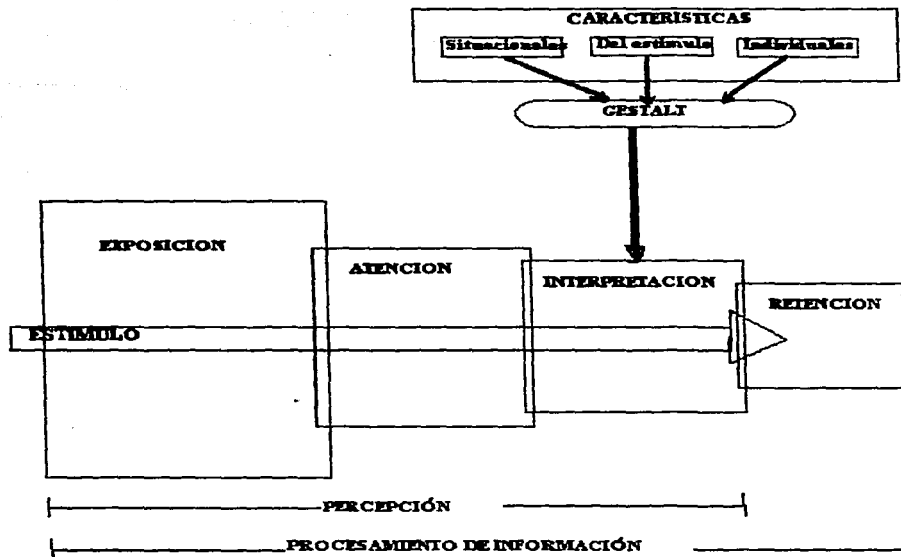 CARACTERISTICAS
Situacionales Del estimulo Individuales
GESTALT
EXPOSICION
ATENCION
INTERPRETACION
RETENCION
ESTIMULO
PERCEPCIÓN
PROCESAMIENTO DE INFORMACIÓN